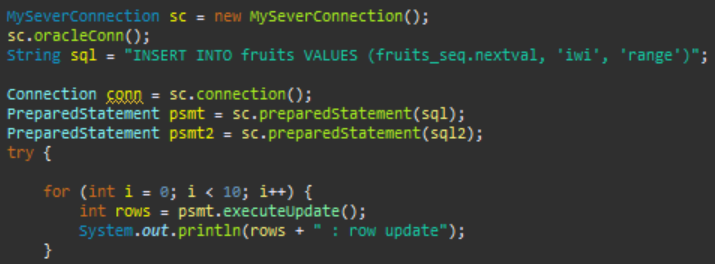 MySeverConnection sc = new MySeverConnection();
sc.oracleConn();
String sql = "INSERT INTO fruits VALUES (fruits_seq.nextval, 'iwi', 'range')";
Connection conn = sc.connection();
PreparedStatement psmt = sc.preparedStatement(sql);
PreparedStatement psmt2 = sc.preparedStatement(sql2);
try {
for (int i = 0; i < 10; i++) {
int rows = psmt.executeUpdate();
System.out.println(rows + " : row update");
}